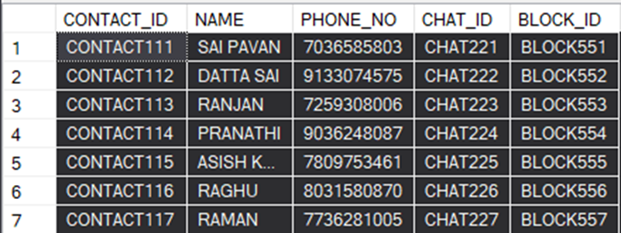 CONTACT_ID NAME PHONE_NO CHAT_ID BLOCK_ID
1 CONTACT111 SAI PAVAN 7036585803 CHAT221 BLOCK551
2 CONTACT112 DATTA SAI 9133074575 CHAT222 BLOCK552
3 CONTACT113 RANJAN 7259308006 CHAT223 BLOCK553
4 CONTACT114 PRANATHI 9036248087 CHAT224 BLOCK554
5 CONTACT115 ASISH K... 7809753461 CHAT225 BLOCK555
6 CONTACT116 RAGHU 8031580870 CHAT226 BLOCK556
7 CONTACT117 RAMAN 7736281005 CHAT227 BLOCK557